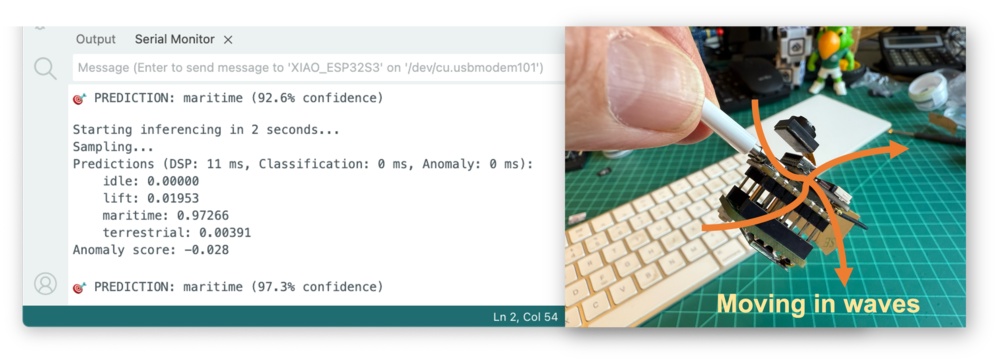 Output Serial Monitor
Message (Enter to send message to 'XIAO_ESP32S3' on '/dev/cu.usbmodem101')
🎯 PREDICTION: maritime (92.6% confidence)
Starting inferencing in 2 seconds...
Sampling...
Predictions (DSP: 11 ms, Classification: 0 ms, Anomaly: 0 ms):
idle: 0.00000
lift: 0.01953
maritime: 0.97266
terrestrial: 0.00391
Anomaly score: -0.028
🎯 PREDICTION: maritime (97.3% confidence)
Ln 2, Col 54
Moving in waves